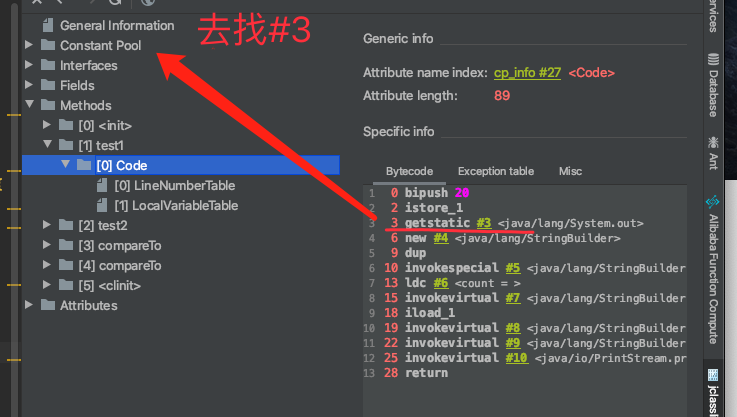 General Information
去找#3
Constant Pool
Interfaces
Fields
Methods
[0] <init>
[1] test1
[0] Code
[0] LineNumberTable
[1] LocalVariableTable
[2] test2
[3] compareTo
[4] compareTo
[5] <clinit>
Attributes
Generic info
Attribute name index: cp_info #27 <Code>
Attribute length: 89
Specific info
Bytecode Exception table Misc
1 0 bipush 20
2 2 istore_1
3 3 getstatic #3 <java/lang/System.out>
4 6 new #4 <java/lang/StringBuilder>
5 9 dup
6 10 invokespecial #5 <java/lang/StringBuilder
7 13 ldc #6 <count = >
8 15 invokevirtual #7 <java/lang/StringBuilder
9 18 iload_1
10 19 invokevirtual #8 <java/lang/StringBuilder
11 22 invokevirtual #9 <java/lang/StringBuilder
12 25 invokevirtual #10 <java/io/PrintStream.pr
13 28 return
Database
Ant
Alibaba Function Compute